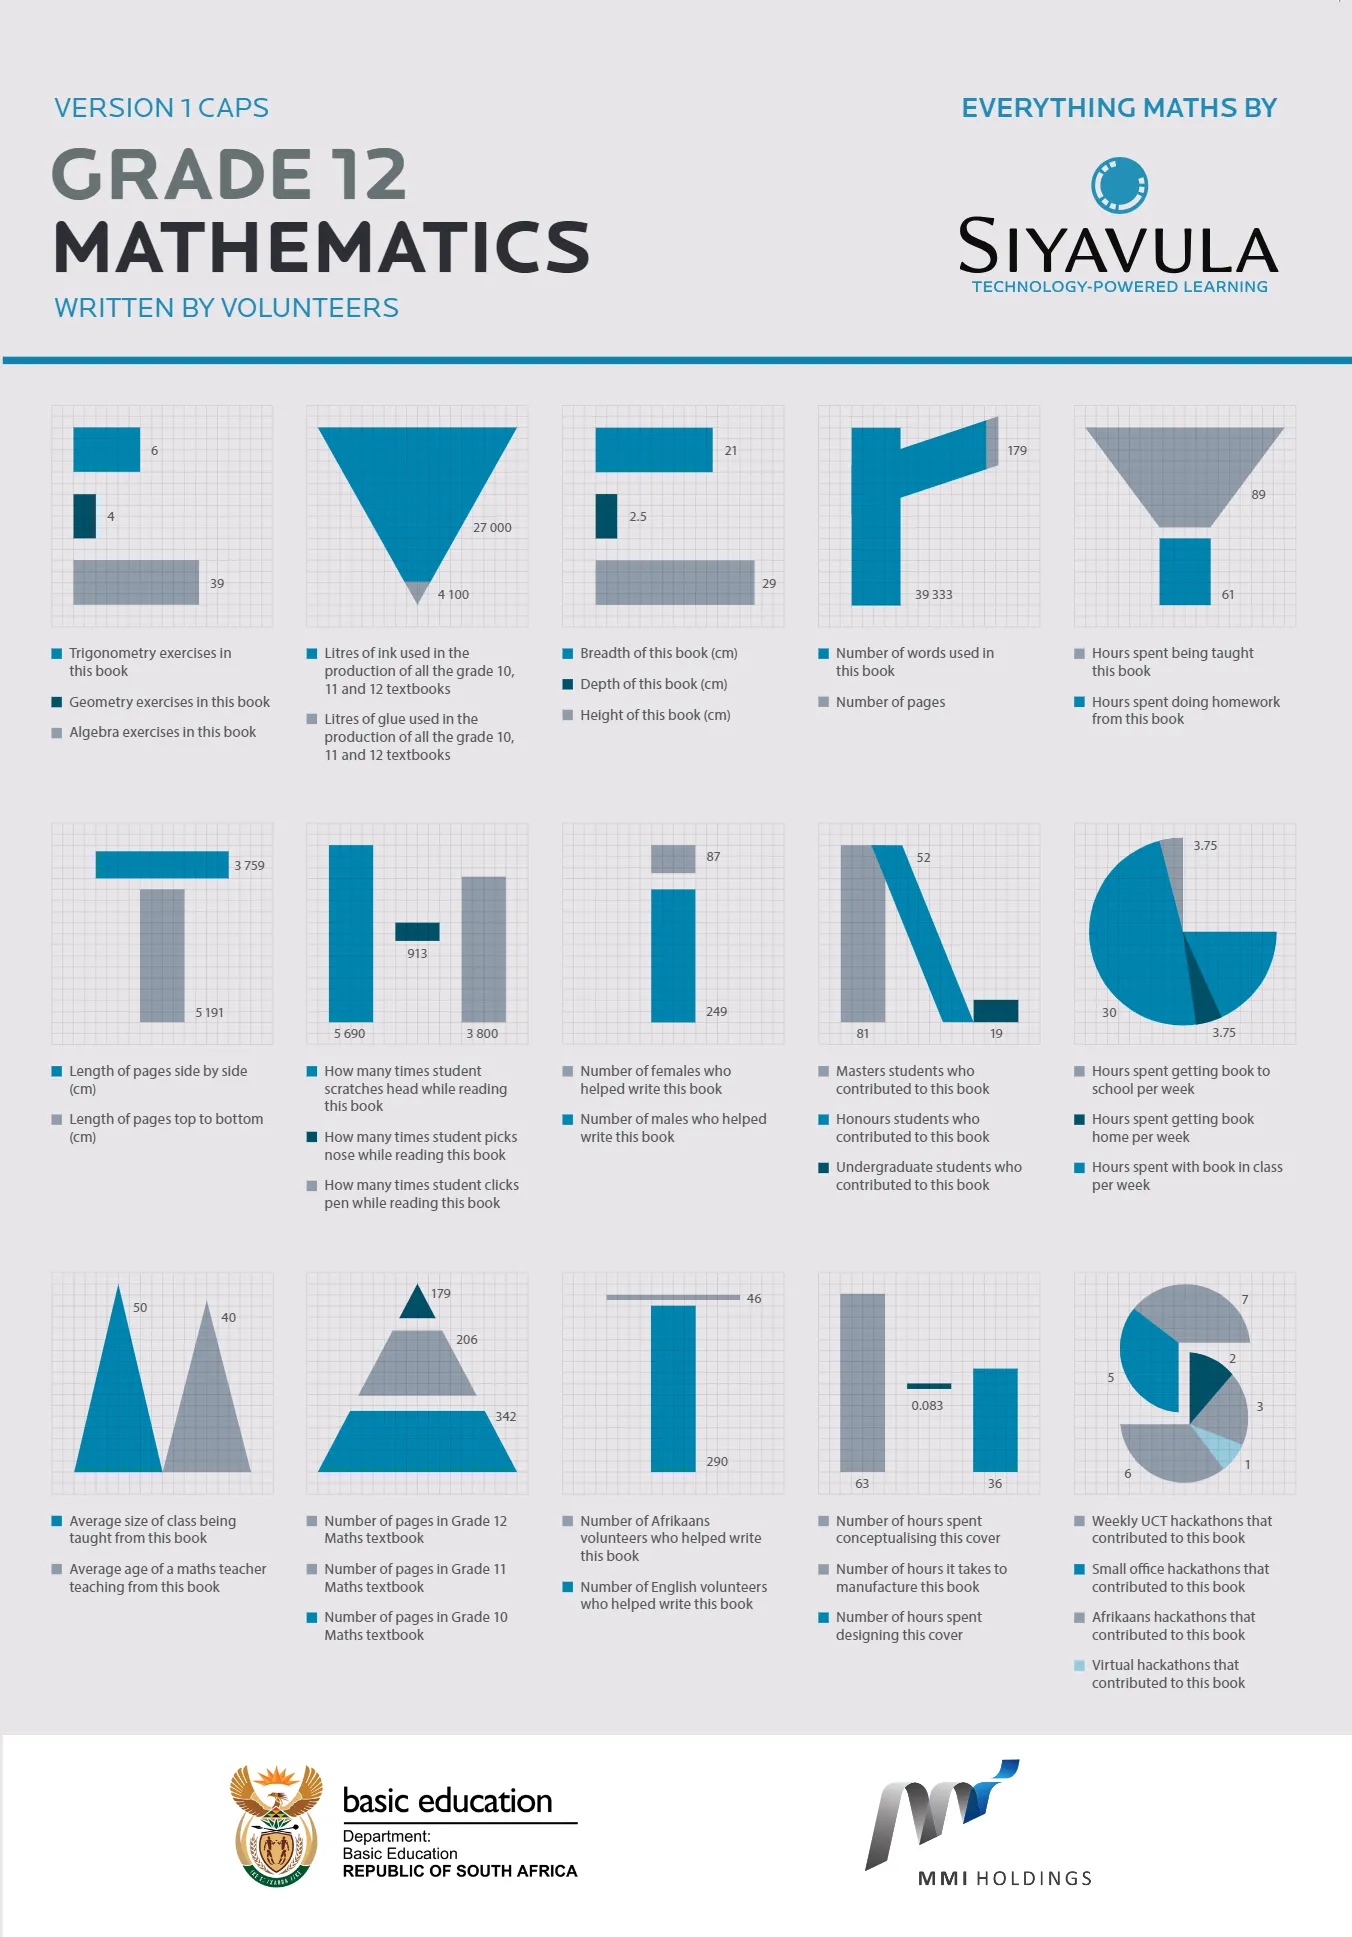 VERSION 1 CAPS
GRADE 12
MATHEMATICS
WRITTEN BY VOLUNTEERS
EVERYTHING MATHS BY
SIYAVULA
TECHNOLOGY-POWERED LEARNING
6
4
39
Trigonometry exercises in
this book
Geometry exercises in this book
Algebra exercises in this book
27 000
4 100
Litres of ink used in the
production of all the grade 10,
11 and 12 textbooks
Litres of glue used in the
production of all the grade 10,
11 and 12 textbooks
21
2.5
29
Breadth of this book (cm)
Depth of this book (cm)
Height of this book (cm)
179
39 333
Number of words used in
this book
Number of pages
89
61
Hours spent being taught
this book
Hours spent doing homework
from this book
3 759
5 191
Length of pages side by side
(cm)
Length of pages top to bottom
(cm)
913
5 690
3 800
How many times student
scratches head while reading
this book
How many times student picks
nose while reading this book
How many times student clicks
pen while reading this book
87
249
Number of females who
helped write this book
Number of males who helped
write this book
52
81
19
Masters students who
contributed to this book
Honours students who
contributed to this book
Undergraduate students who
contributed to this book
3.75
30
3.75
Hours spent getting book to
school per week
Hours spent getting book
home per week
Hours spent with book in class
per week
50
40
Average size of class being
taught from this book
Average age of a maths teacher
teaching from this book
179
206
342
Number of pages in Grade 12
Maths textbook
Number of pages in Grade 11
Maths textbook
Number of pages in Grade 10
Maths textbook
46
290
Number of Afrikaans
volunteers who helped write
this book
Number of English volunteers
who helped write this book
0.083
63
36
Number of hours spent
conceptualising this cover
Number of hours it takes to
manufacture this book
Number of hours spent
designing this cover
7
2
5
3
1
6
Weekly UCT hackathons that
contributed to this book
Small office hackathons that
contributed to this book
Afrikaans hackathons that
contributed to this book
Virtual hackathons that
contributed to this book
basic education
Department:
Basic Education
REPUBLIC OF SOUTH AFRICA
MMI HOLDINGS